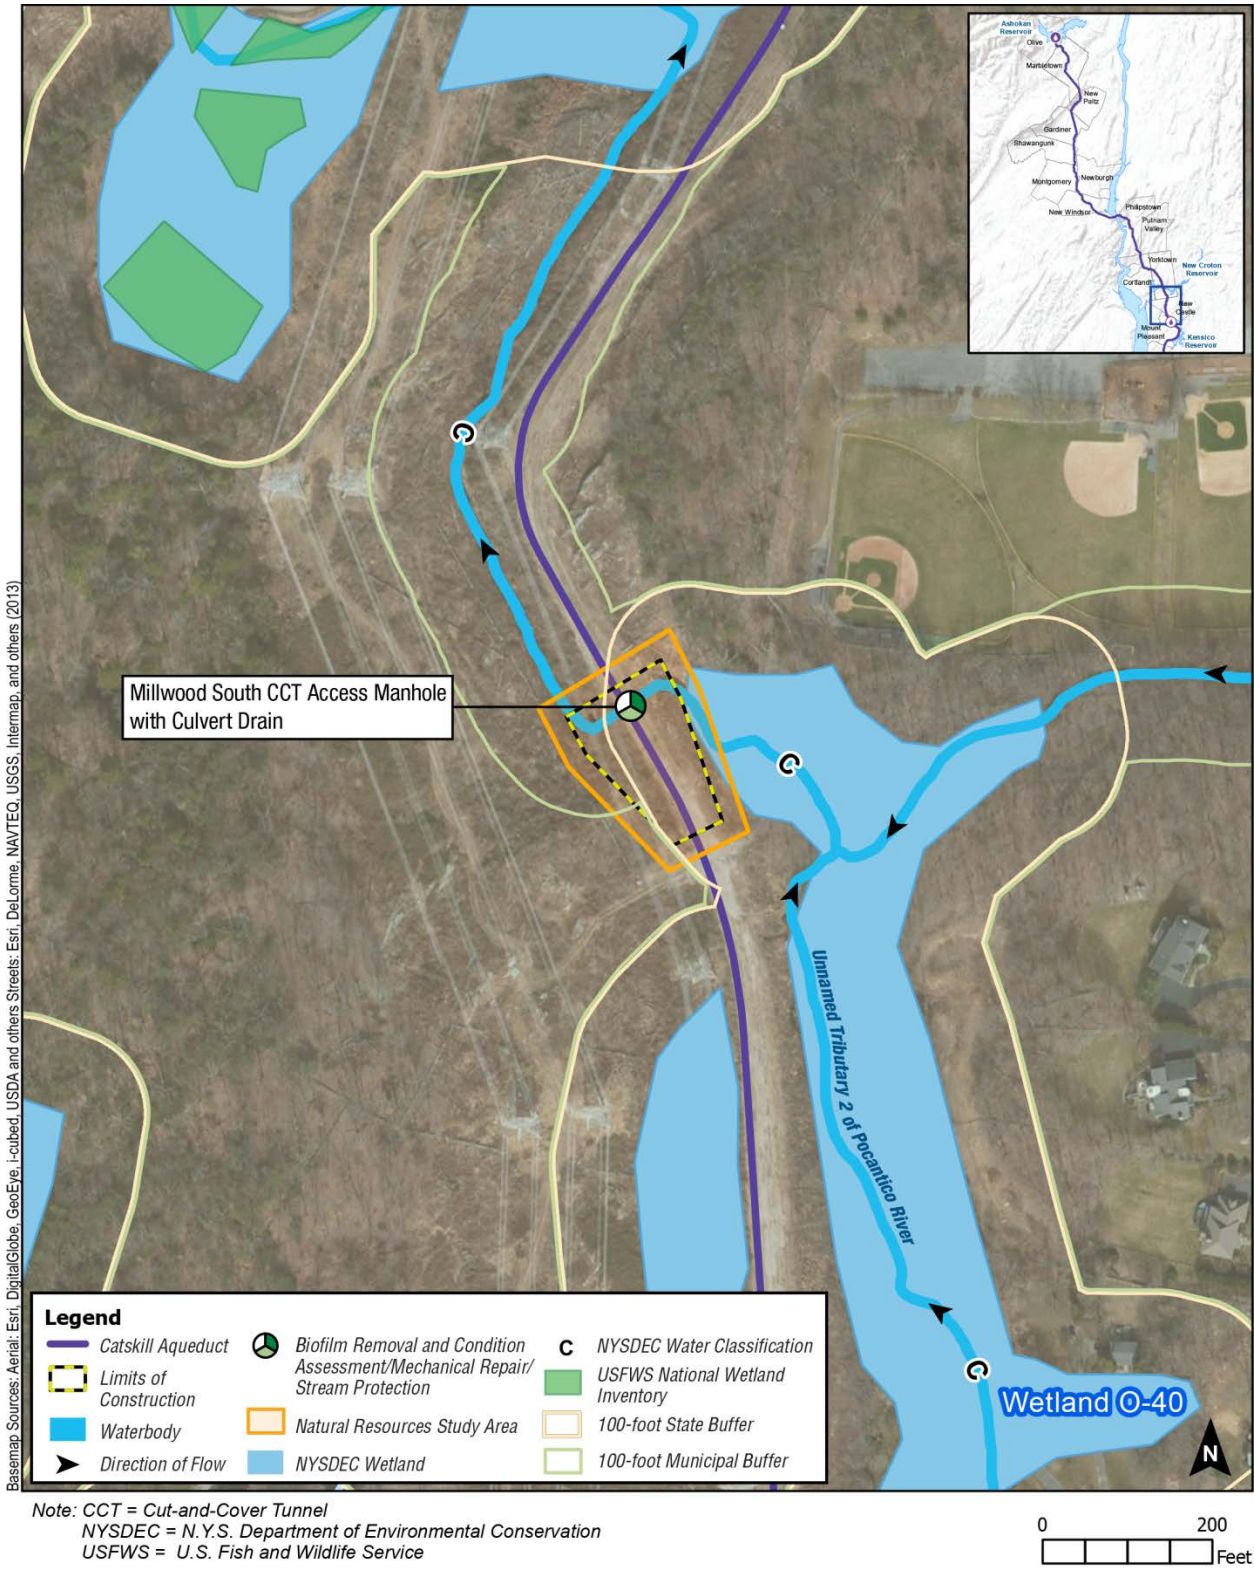 Ashokan
Reservoir
Olive
Marbletown
New
Paltz
Gardiner
Shawangunk
Montgomery
Newburgh
New Windsor
Philipstown
Putnam
Valley
Yorktown
New Croton
Reservoir
Cortlandt
New
Castle
Mount
Pleasant
Kensico
Reservoir
C
Millwood South CCT Access Manhole
with Culvert Drain
C
Unnamed Tributary 2 of Pocantico River
C
Wetland O-40
N
Basemap Sources: Aerial: Esri, DigitalGlobe, GeoEye, i-cubed, USDA and others Streets: Esri, DeLorme, NAVTEQ, USGS, Intermap, and others (2013)
Legend
Catskill Aqueduct
Limits of
Construction
Waterbody
Direction of Flow
Biofilm Removal and Condition
Assessment/Mechanical Repair/
Stream Protection
Natural Resources Study Area
NYSDEC Wetland
C NYSDEC Water Classification
USFWS National Wetland
Inventory
100-foot State Buffer
100-foot Municipal Buffer
Note: CCT = Cut-and-Cover Tunnel
NYSDEC = N.Y.S. Department of Environmental Conservation
USFWS = U.S. Fish and Wildlife Service
0 200
Feet